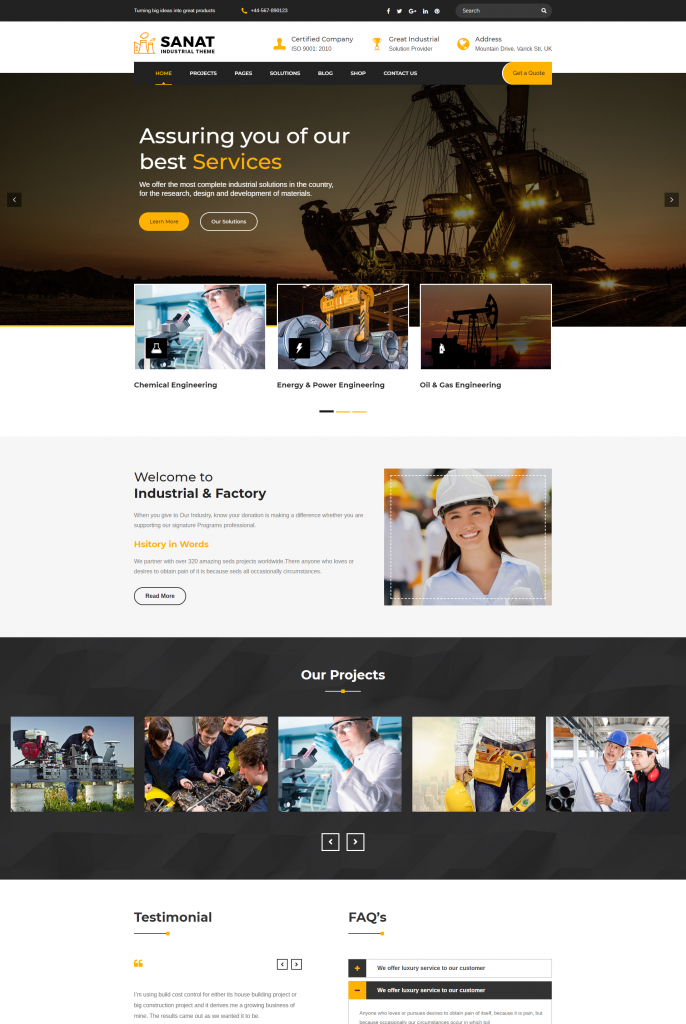 Turning big ideas into great products
+44-567-890123
Search
SANAT
INDUSTRIAL THEME
Certified Company
ISO 9001: 2010
Great Industrial
Solution Provider
Address
Mountain Drive, Varick Str, UK
HOME PROJECTS PAGES SOLUTIONS BLOG SHOP CONTACT US
Get a Quote
Assuring you of our
best Services
We offer the most complete industrial solutions in the country,
for the research, design and development of materials.
Learn More
Our Solutions
Chemical Engineering
Energy & Power Engineering
Oil & Gas Engineering
Welcome to
Industrial & Factory
When you give to Our Industry, know your donation is making a difference whether you are
supporting our signature Programs professional.
Hsitory in Words
We partner with over 320 amazing seds projects worldwide.There anyone who loves or
desires to obtain pain of it is because seds all occasionally circumstances.
Read More
Our Projects
Testimonial
I'm using build cost control for either its house building project or
big construction project and it derives me a growing business of
mine. The results came out as we wanted it to be.
FAQ's
We offer luxury service to our customer
We offer luxury service to our customer
Anyone who loves or pursues desires to obtain pain of itself, because it is pain, but
because occasionally our circumstances occur in which toil